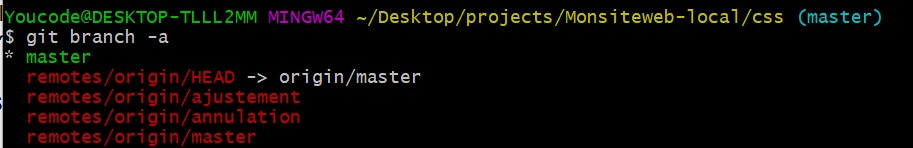 Youcode@DESKTOP-TLLL2MM MINGW64 ~/Desktop/projects/Monsiteweb-local/css (master)
$ git branch -a
* master
  remotes/origin/HEAD -> origin/master
  remotes/origin/ajustement
  remotes/origin/annulation
  remotes/origin/master